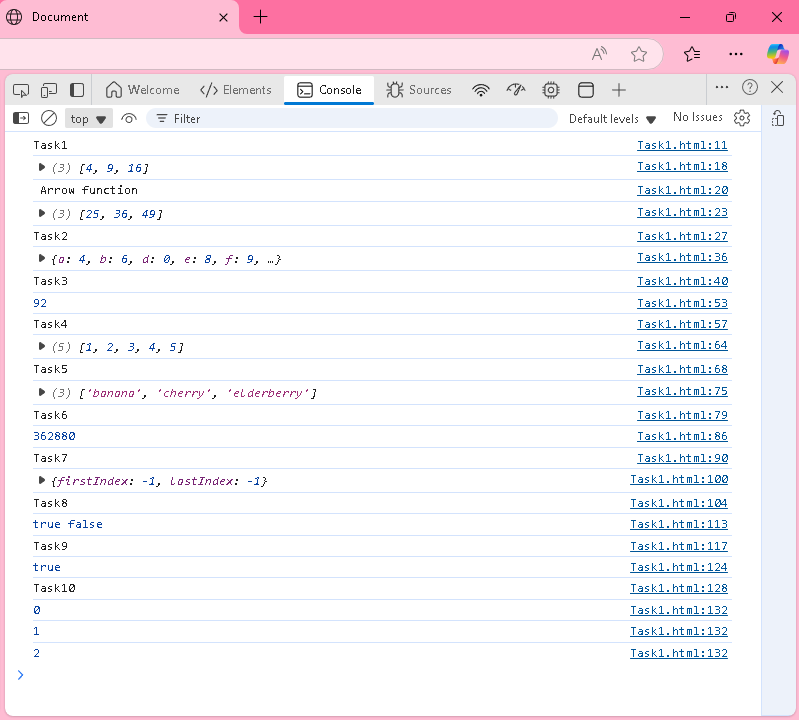 Document
Welcome
Elements
Console
Sources
top
Filter
Default levels
No Issues
Task1 Task1.html:11
(3) [4, 9, 16] Task1.html:18
Arrow function Task1.html:20
(3) [25, 36, 49] Task1.html:23
Task2 Task1.html:27
{a: 4, b: 6, d: 0, e: 8, f: 9, …} Task1.html:36
Task3 Task1.html:40
92 Task1.html:53
Task4 Task1.html:57
(5) [1, 2, 3, 4, 5] Task1.html:64
Task5 Task1.html:68
(3) ['banana', 'cherry', 'elderberry'] Task1.html:75
Task6 Task1.html:79
362880 Task1.html:86
Task7 Task1.html:90
{firstIndex: -1, lastIndex: -1} Task1.html:100
Task8 Task1.html:104
true false Task1.html:113
Task9 Task1.html:117
true Task1.html:124
Task10 Task1.html:128
0 Task1.html:132
1 Task1.html:132
2 Task1.html:132